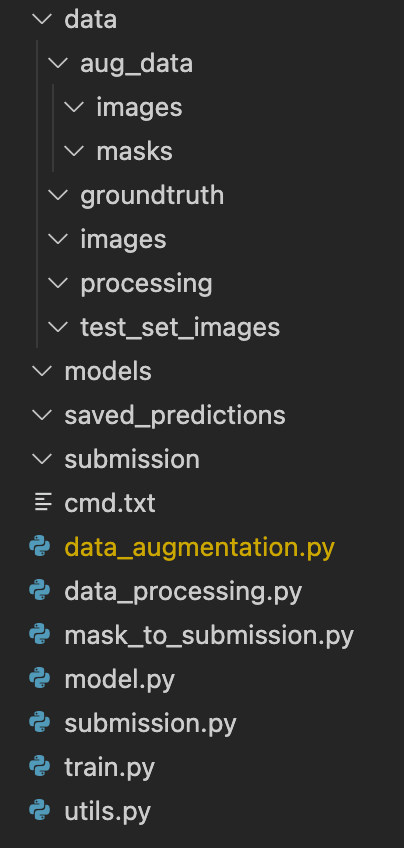 data
aug_data
images
masks
groundtruth
images
processing
test_set_images
models
saved_predictions
submission
cmd.txt
data_augmentation.py
data_processing.py
mask_to_submission.py
model.py
submission.py
train.py
utils.py